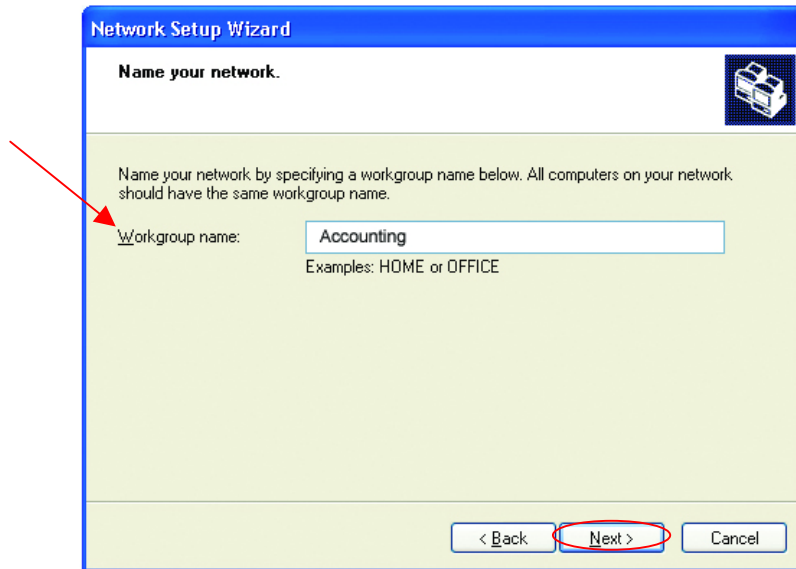 Network Setup Wizard
Name your network.
Name your network by specifying a workgroup name below. All computers on your network
should have the same workgroup name.
Workgroup name: Accounting
Examples: HOME or OFFICE
< Back Next > Cancel